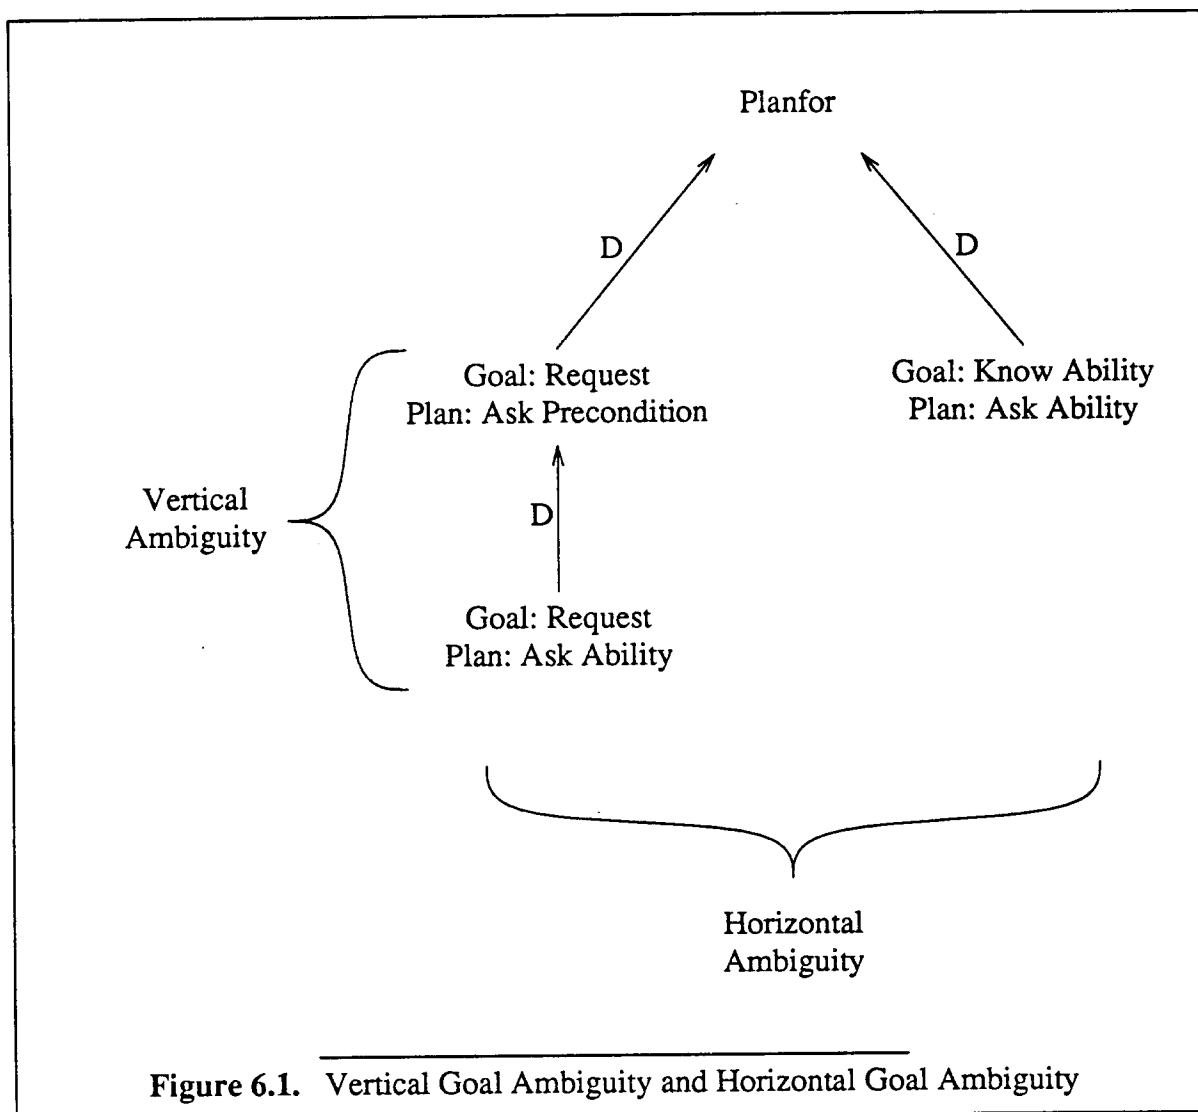 Planfor
D
D
Goal: Request
Plan: Ask Precondition
Goal: Know Ability
Plan: Ask Ability
Vertical
Ambiguity
D
Goal: Request
Plan: Ask Ability
Horizontal
Ambiguity
Figure 6.1. Vertical Goal Ambiguity and Horizontal Goal Ambiguity